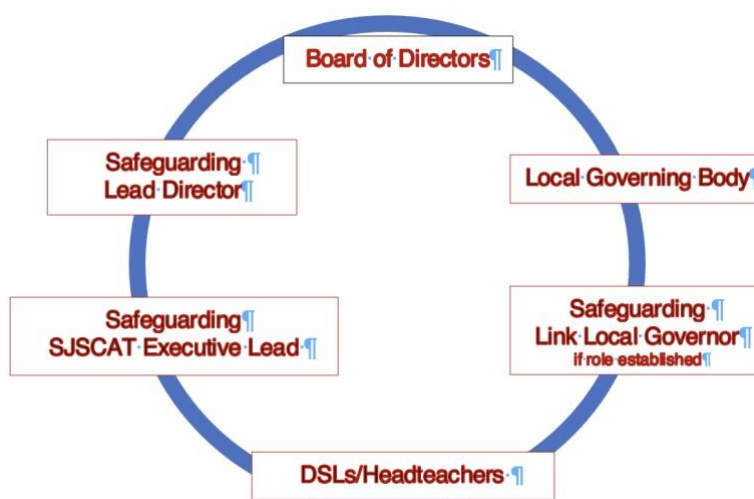 Board·of·Directors¶
Safeguarding·¶
Lead·Director¶
Local·Governing·Body¶
Safeguarding¶
SJSCAT·Executive·Lead·¶
Safeguarding·¶
Link·Local·Governor
if role established¶
DSLs/Headteachers·¶